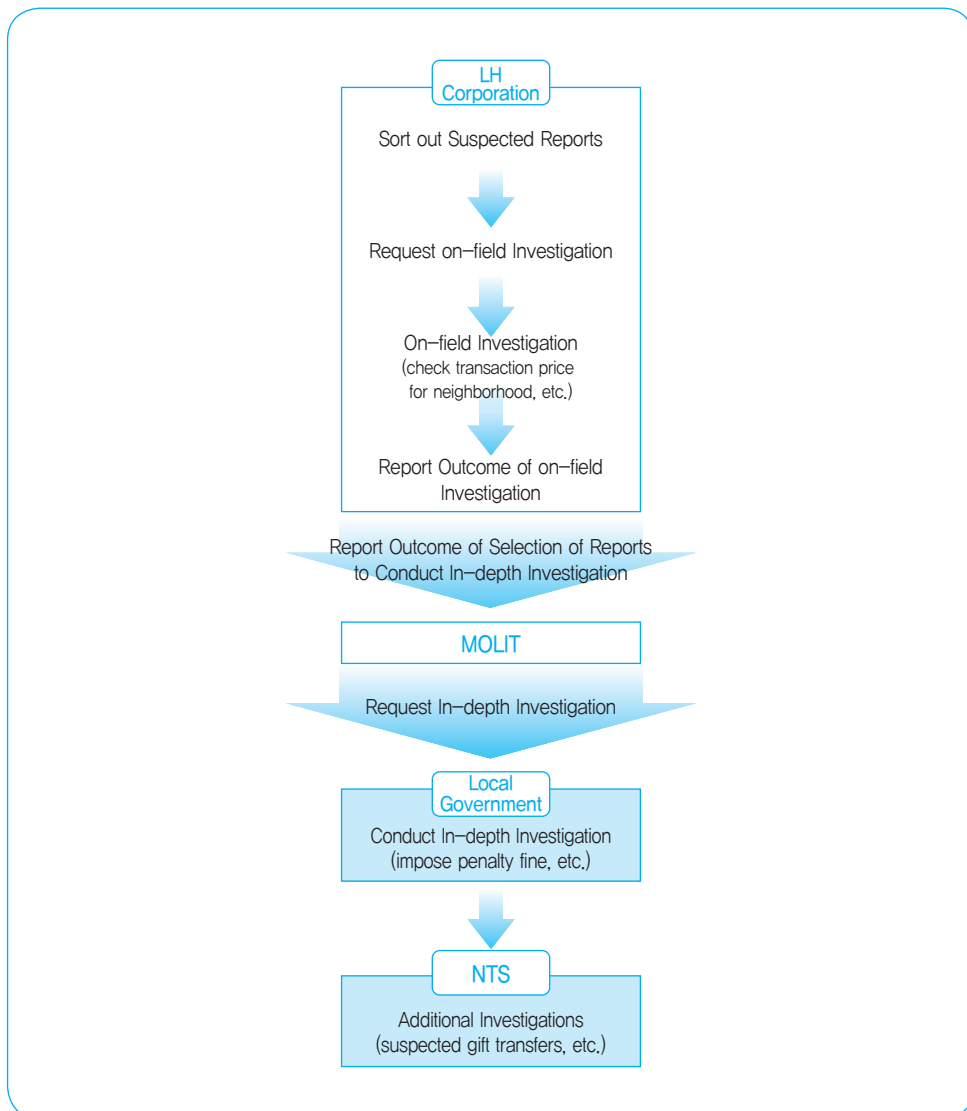 LH
Corporation
Sort out Suspected Reports
Request on-field Investigation
On-field Investigation
(check transaction price
for neighborhood, etc.)
Report Outcome of on-field
Investigation
Report Outcome of Selection of Reports
to Conduct In-depth Investigation
MOLIT
Request In-depth Investigation
Local
Government
Conduct In-depth Investigation
(impose penalty fine, etc.)
NTS
Additional Investigations
(suspected gift transfers, etc.)